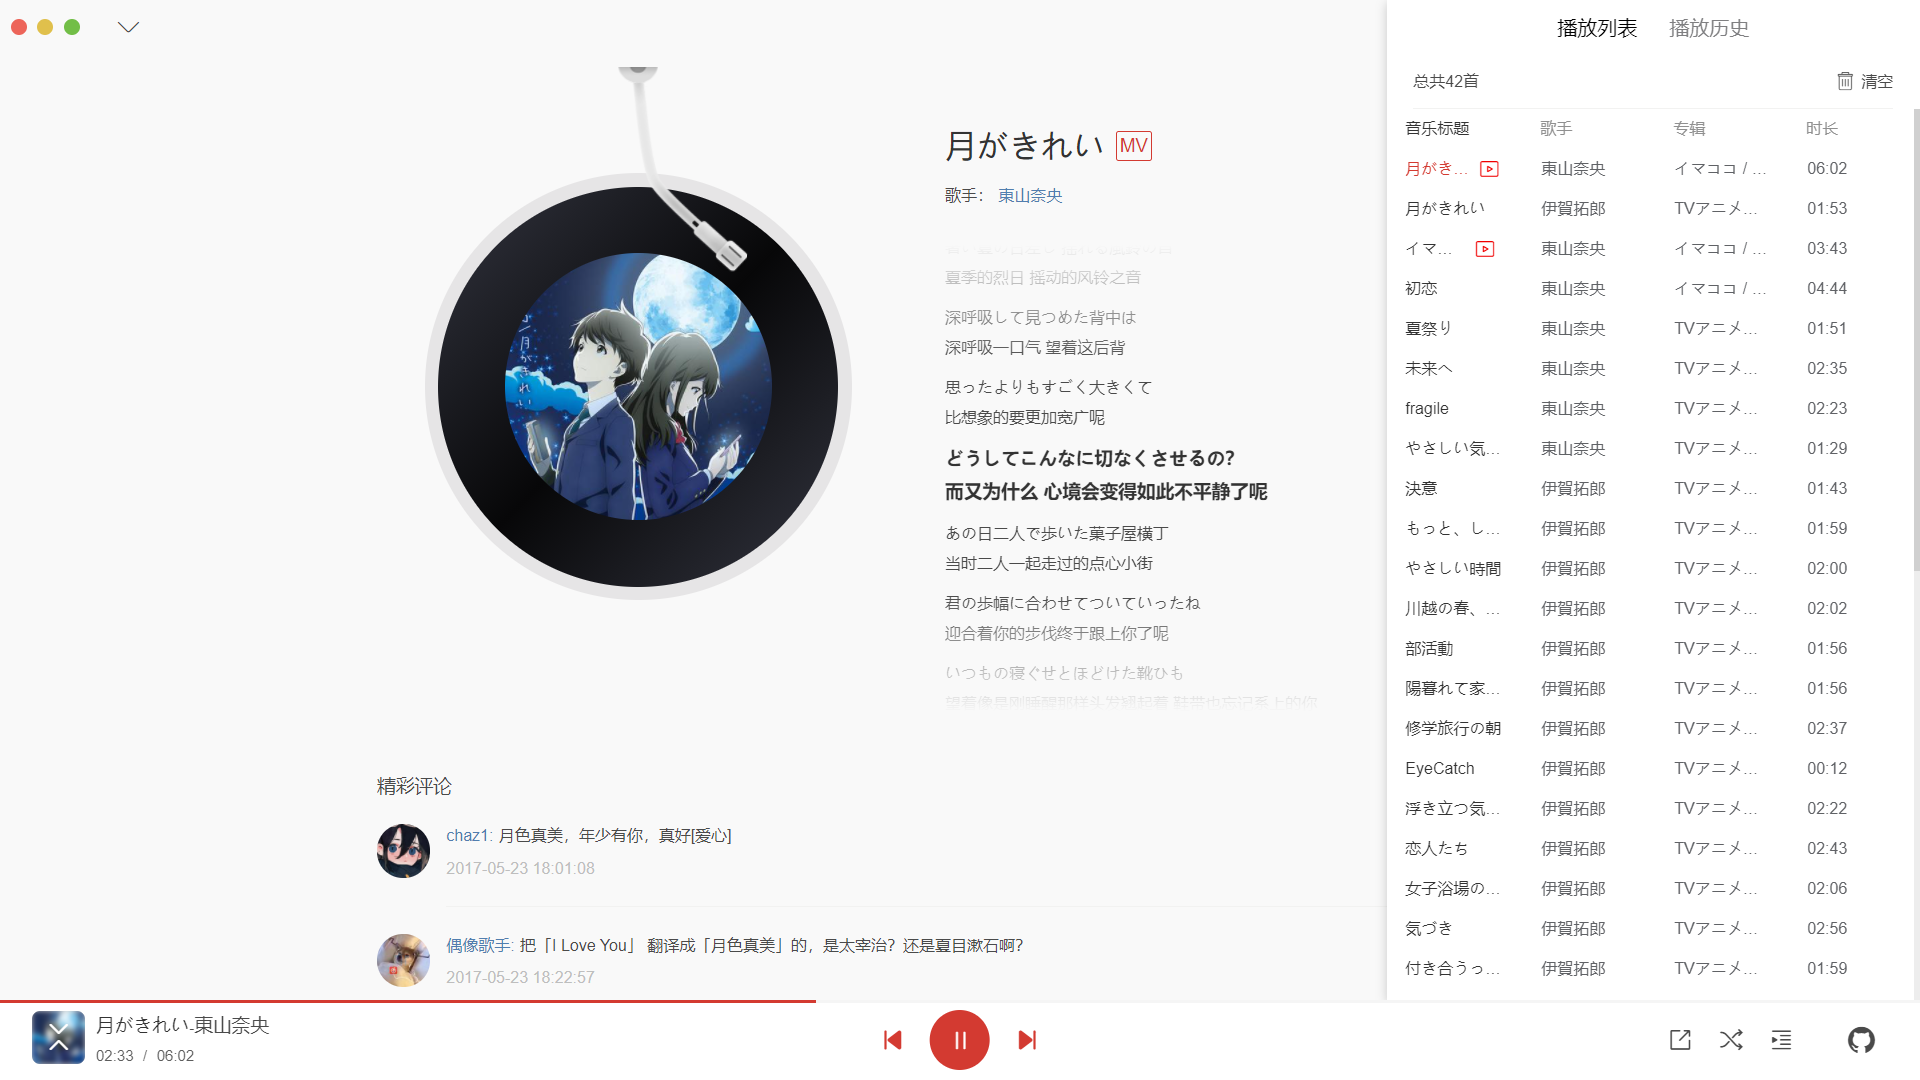 月がきれい MV
歌手： 東山奈央
夏季的烈日 摇动的风铃之音
深呼吸して見つめた背中は
深呼吸一口气 望着这后背
思ったよりもすごく大きくて
比想象的要更加宽广呢
どうしてこんなに切なくさせるの？
而又为什么 心境会变得如此不平静了呢
あの日二人で歩いた菓子屋横丁
当时二人一起走过的点心小街
君の歩幅に合わせてついていったね
迎合着你的步伐终于跟上你了呢
いつもの寝ぐせとほどけた靴ひも
精彩评论
chaz1: 月色真美，年少有你，真好[爱心]
2017-05-23 18:01:08
偶像歌手: 把「I Love You」 翻译成「月色真美」的，是太宰治？还是夏目漱石啊？
2017-05-23 18:22:57
播放列表 播放历史
总共42首 清空
音乐标题 歌手 专辑 时长
月がき... 東山奈央 イマココ / ... 06:02
月がきれい 伊賀拓郎 TVアニメ... 01:53
イマ... 東山奈央 イマココ / ... 03:43
初恋 東山奈央 イマココ / ... 04:44
夏祭り 東山奈央 TVアニメ... 01:51
未来へ 東山奈央 TVアニメ... 02:35
fragile 東山奈央 TVアニメ... 02:23
やさしい気... 東山奈央 TVアニメ... 01:29
決意 伊賀拓郎 TVアニメ... 01:43
もっと、し... 伊賀拓郎 TVアニメ... 01:59
やさしい時間 伊賀拓郎 TVアニメ... 02:00
川越の春、... 伊賀拓郎 TVアニメ... 02:02
部活動 伊賀拓郎 TVアニメ... 01:56
陽暮れて家... 伊賀拓郎 TVアニメ... 01:56
修学旅行の朝 伊賀拓郎 TVアニメ... 02:37
EyeCatch 伊賀拓郎 TVアニメ... 00:12
浮き立つ気... 伊賀拓郎 TVアニメ... 02:22
恋人たち 伊賀拓郎 TVアニメ... 02:43
女子浴場の... 伊賀拓郎 TVアニメ... 02:06
気づき 伊賀拓郎 TVアニメ... 02:56
付き合うっ... 伊賀拓郎 TVアニメ... 01:59
月がきれい-東山奈央
02:33 / 06:02